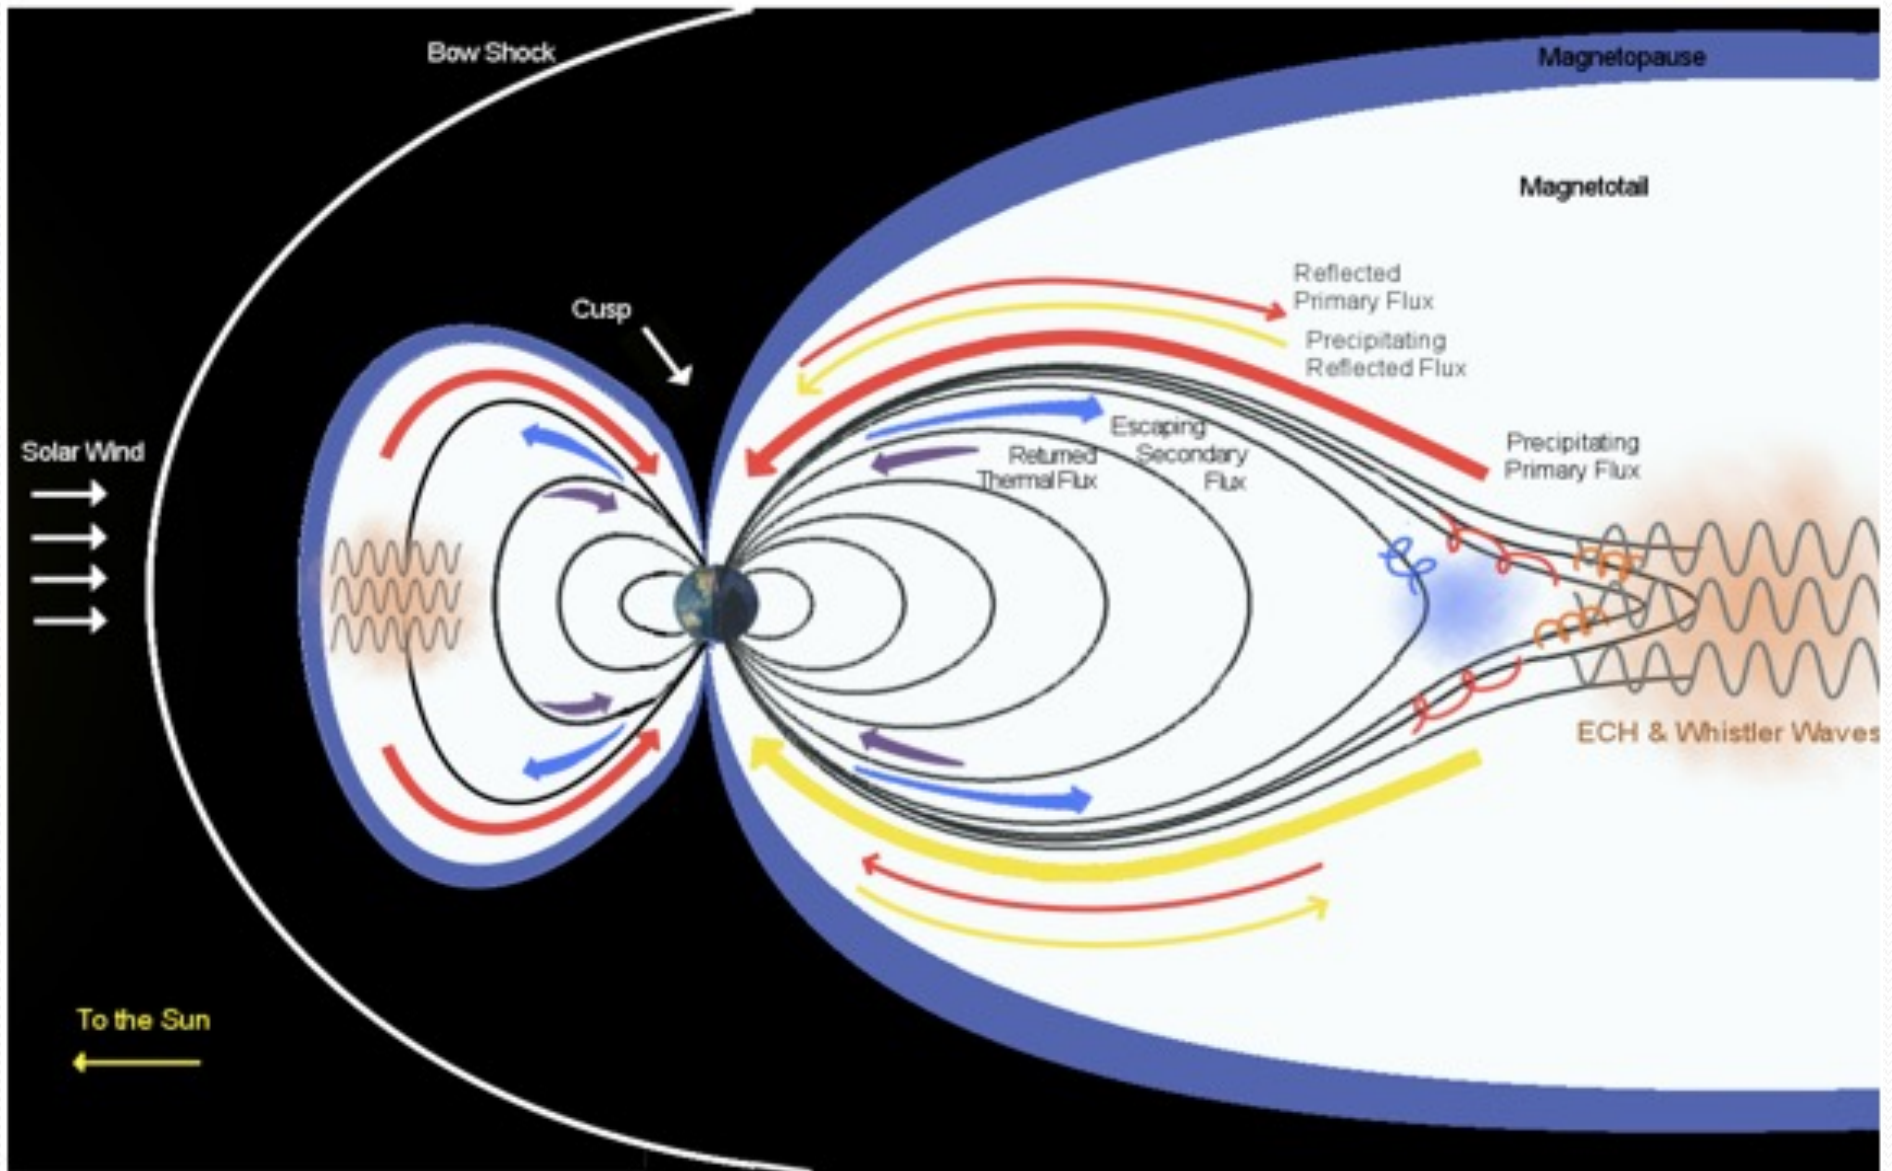 Bow Shock
Magnetopause
Magnetotail
Reflected
Primary Flux
Cusp
Precipitating
Reflected Flux
Escaping
Secondary
Flux
Returned
Thermal Flux
Precipitating
Primary Flux
Solar Wind
ECH & Whistler Waves
To the Sun